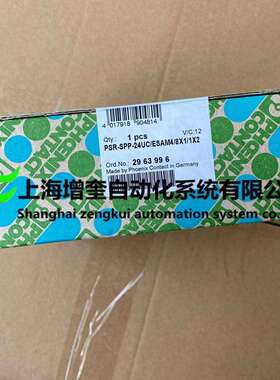 4 017918 904814
Qty.: 1 pcs V/C:12
PSR-SPP-24UC/ESAM4/8X1/1X2
Ord.No.: 29 63 99 6
Made by Phoenix Contact in Germany
上海增奎自动化系统有限公司
Shanghai zengkui automation system co.,ltd